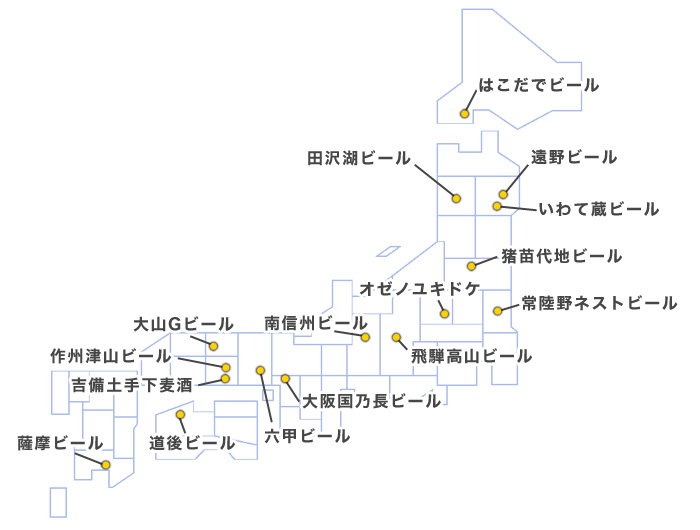 はこだてビール
田沢湖ビール
遠野ビール
いわて蔵ビール
猪苗代地ビール
オゼノユキドケ
常陸野ネストビール
大山Gビール
南信州ビール
作州津山ビール
飛騨高山ビール
吉備土手下麦酒
大阪国乃長ビール
六甲ビール
薩摩ビール
道後ビール